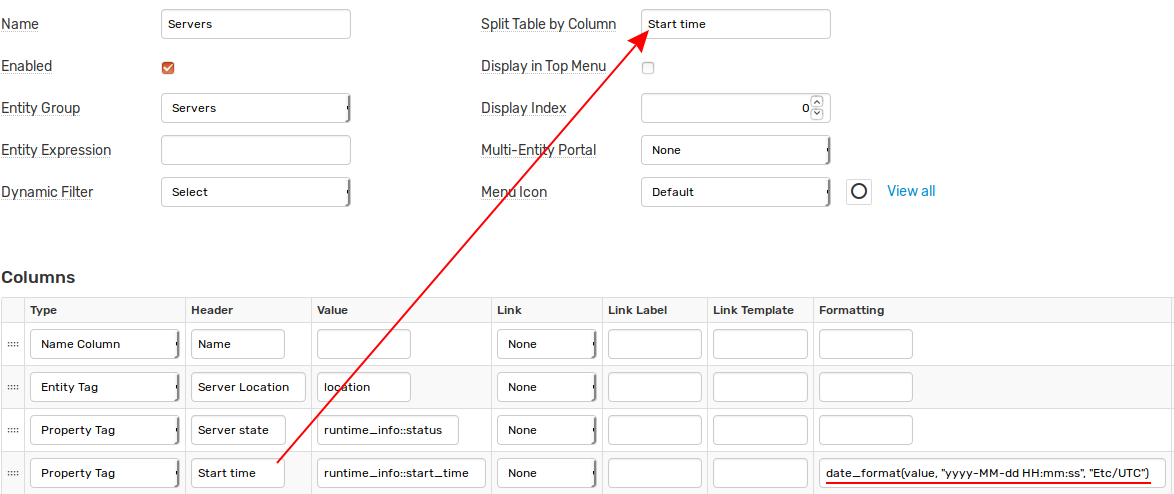 Name Servers Split Table by Column Start time
Enabled Display in Top Menu
Entity Group Servers Display Index 0
Entity Expression Multi-Entity Portal None
Dynamic Filter Select Menu Icon Default View all
Columns
Type Header Value Link Link Label Link Template Formatting
Name Column Name None
Entity Tag Server Location location None
Property Tag Server state runtime_info::status None
Property Tag Start time runtime_info::start_time None date_format(value, "yyyy-MM-dd HH:mm:ss", "Etc/UTC")